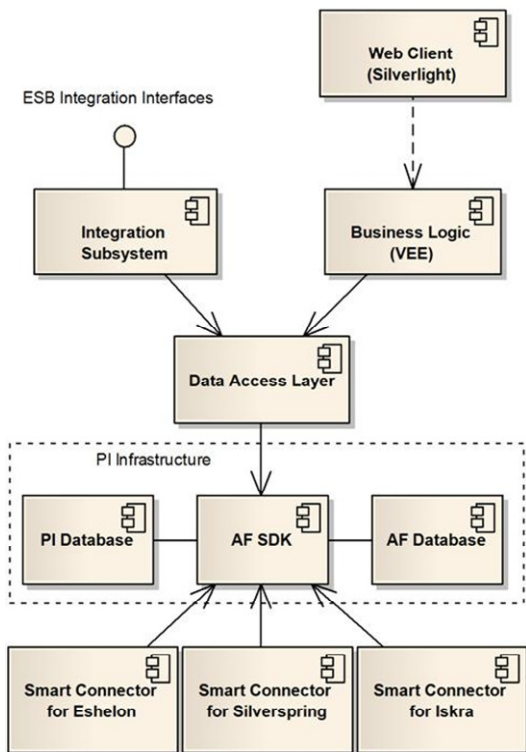 Web Client
(Silverlight)
ESB Integration Interfaces
Integration
Subsystem
Business Logic
(VEE)
Data Access Layer
PI Infrastructure
PI Database
AF SDK
AF Database
Smart Connector
for Eshelon
Smart Connector
for Silverspring
Smart Connector
for Iskra